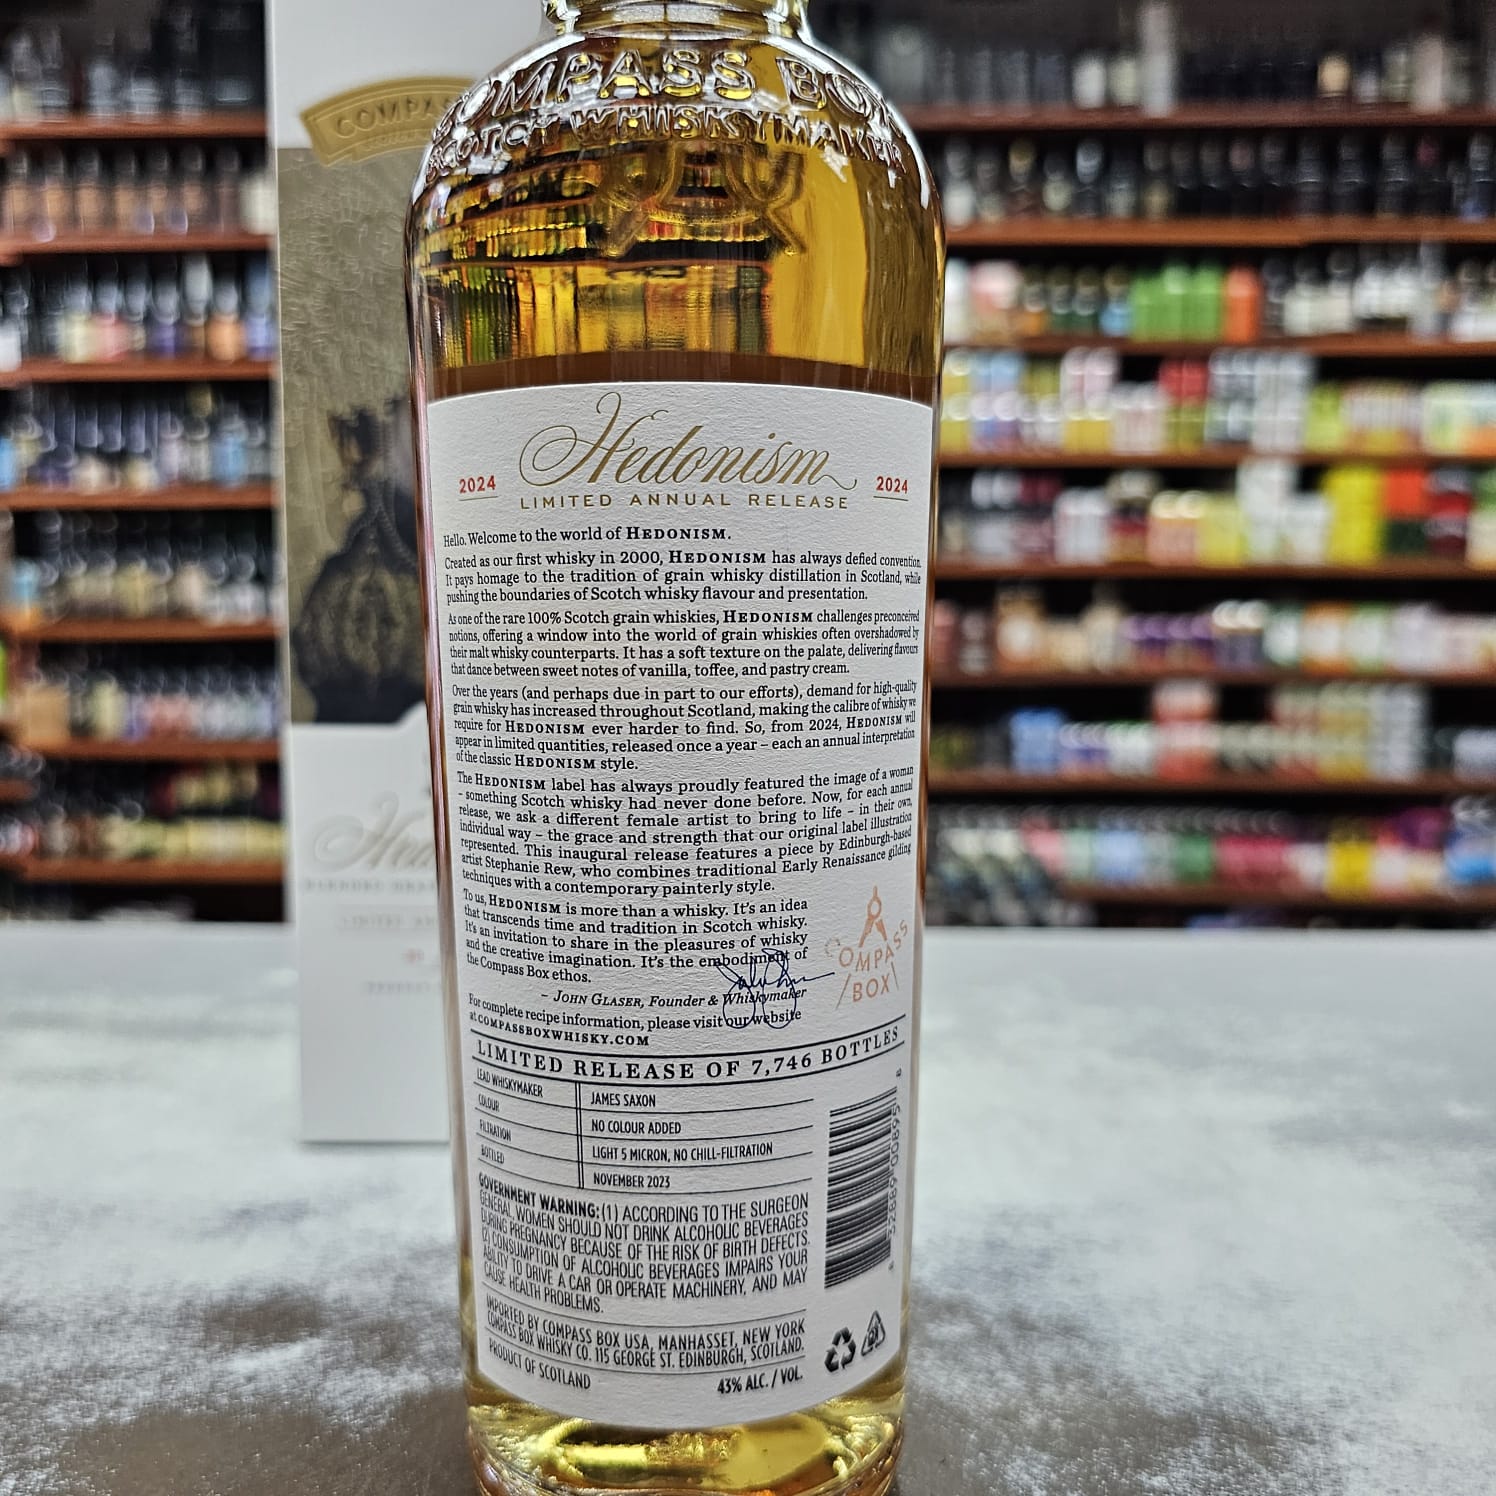 COMPASS BOX
SCOTCH WHISKYMAKER
COMPAS
Hedonism
2024
2024
LIMITED ANNUAL RELEASE
Hello. Welcome to the world of HEDONISM.
Created as our first whisky in 2000, HEDONISM has always defied convention.
It pays homage to the tradition of grain whisky distillation in Scotland, while
pushing the boundaries of Scotch whisky flavour and presentation.
As one of the rare 100% Scotch grain whiskies, HEDONISM challenges preconceived
notions, offering a window into the world of grain whiskies often overshadowed by
their malt whisky counterparts. It has a soft texture on the palate, delivering flavours
that dance between sweet notes of vanilla, toffee, and pastry cream.
Over the years (and perhaps due in part to our efforts), demand for high-quality
grain whisky has increased throughout Scotland, making the calibre of whisky we
require for HEDONISM ever harder to find. So, from 2024, HEDONISM will
appear in limited quantities, released once a year – each an annual interpretation
of the classic HEDONISM style.
The HEDONISM label has always proudly featured the image of a woman
– something Scotch whisky had never done before. Now, for each annual
release, we ask a different female artist to bring to life – in their own,
individual way – the grace and strength that our original label illustration
represented. This inaugural release features a piece by Edinburgh-based
artist Stephanie Rew, who combines traditional Early Renaissance gilding
techniques with a contemporary painterly style.
To us, HEDONISM is more than a whisky. It's an idea
that transcends time and tradition in Scotch whisky.
It's an invitation to share in the pleasures of whisky
and the creative imagination. It's the embodiment of
the Compass Box ethos.
– JOHN GLASER, Founder & Whiskymaker
For complete recipe information, please visit our website
at COMPASSBOXWHISKY.COM
COMPASS
BOX
LIMITED RELEASE OF 7,746 BOTTLES
LEAD WHISKYMAKER JAMES SAXON
COLOUR NO COLOUR ADDED
FILTRATION LIGHT 5 MICRON, NO CHILL-FILTRATION
BOTTLED NOVEMBER 2023
GOVERNMENT WARNING: (1) ACCORDING TO THE SURGEON
GENERAL WOMEN SHOULD NOT DRINK ALCOHOLIC BEVERAGES
DURING PREGNANCY BECAUSE OF THE RISK OF BIRTH DEFECTS.
(2) CONSUMPTION OF ALCOHOLIC BEVERAGES IMPAIRS YOUR
ABILITY TO DRIVE A CAR OR OPERATE MACHINERY, AND MAY
CAUSE HEALTH PROBLEMS.
IMPORTED BY COMPASS BOX USA, MANHASSET, NEW YORK
COMPASS BOX WHISKY CO. 115 GEORGE ST. EDINBURGH, SCOTLAND.
PRODUCT OF SCOTLAND
43% ALC. / VOL.
8 52889 00895 8